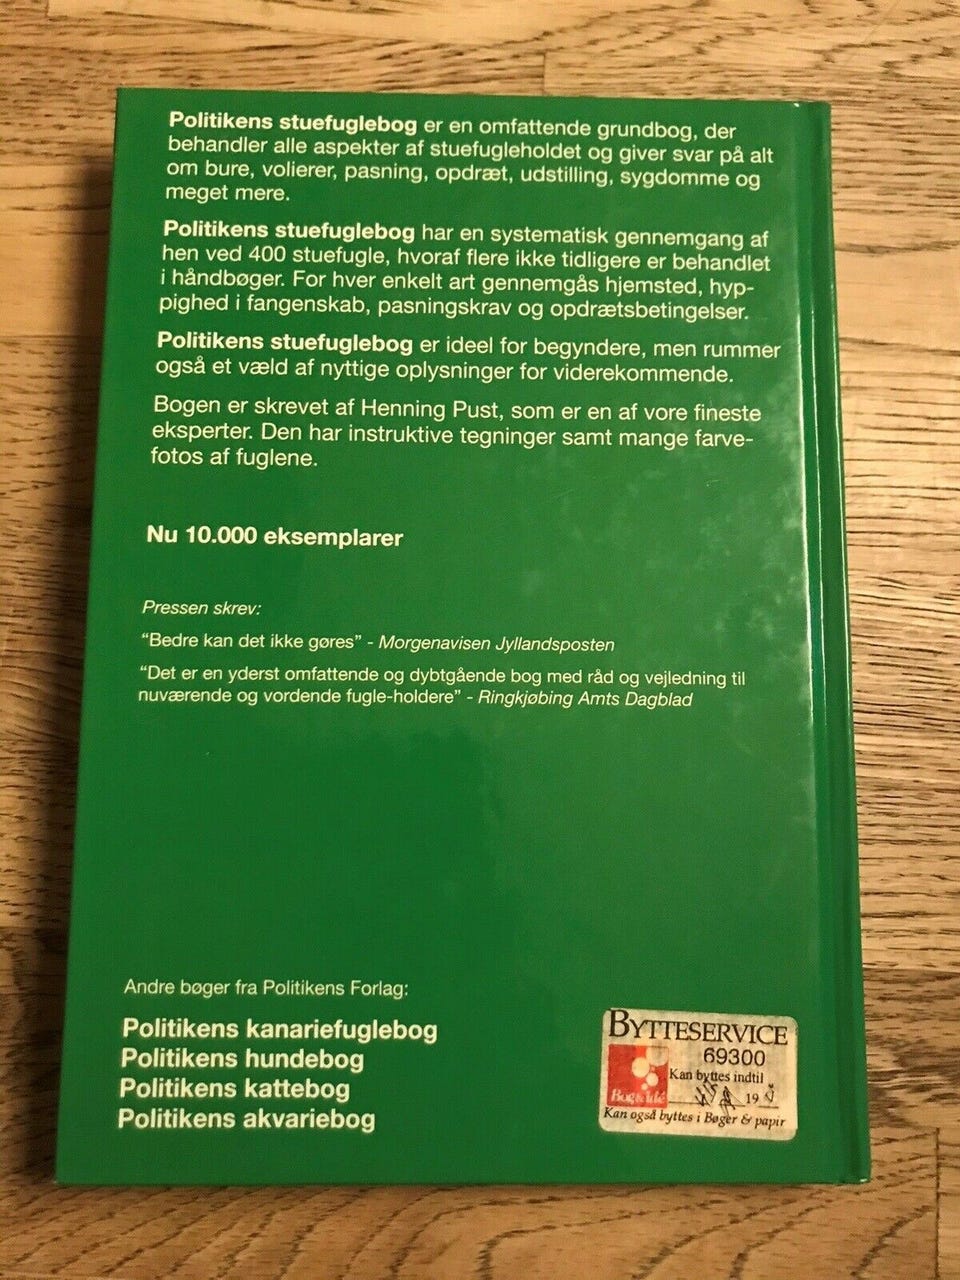 Politikens stuefuglebog er en omfattende grundbog, der
behandler alle aspekter af stuefugleholdet og giver svar på alt
om bure, volierer, pasning, opdræt, udstilling, sygdomme og
meget mere.
Politikens stuefuglebog har en systematisk gennemgang af
hen ved 400 stuefugle, hvoraf flere ikke tidligere er behandlet
i håndbøger. For hver enkelt art gennemgås hjemsted, hyp-
pighed i fangenskab, pasningskrav og opdrætsbetingelser.
Politikens stuefuglebog er ideel for begyndere, men rummer
også et væld af nyttige oplysninger for viderekommende.
Bogen er skrevet af Henning Pust, som er en af vore fineste
eksperter. Den har instruktive tegninger samt mange farve-
fotos af fuglene.
Nu 10.000 eksemplarer
Pressen skrev:
“Bedre kan det ikke gøres” - Morgenavisen Jyllandsposten
“Det er en yderst omfattende og dybtgående bog med råd og vejledning til
nuværende og vordende fugle-holdere” - Ringkjøbing Amts Dagblad
Andre bøger fra Politikens Forlag:
Politikens kanariefuglebog
Politikens hundebog
Politikens kattebog
Politikens akvariebog
BYTTESERVICE
69300
Kan byttes indtil
19
Bog & idé
Kan også byttes i Bøger & papir